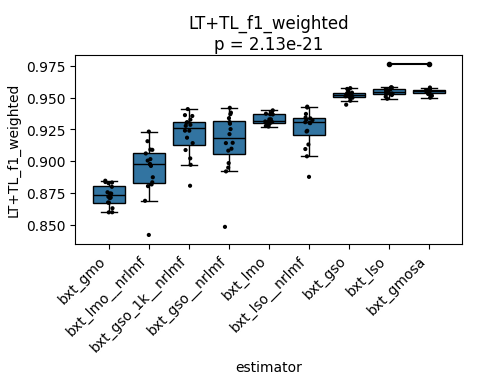 LT+TL_f1_weighted
p = 2.13e-21
LT+TL_f1_weighted
0.975
0.950
0.925
0.900
0.875
0.850
bxt_gmo
bxt_lmo__nrlmf
bxt_gso_1k__nrlmf
bxt_gso__nrlmf
bxt_lmo
bxt_lso__nrlmf
bxt_gso
bxt_lso
bxt_gmosa
estimator